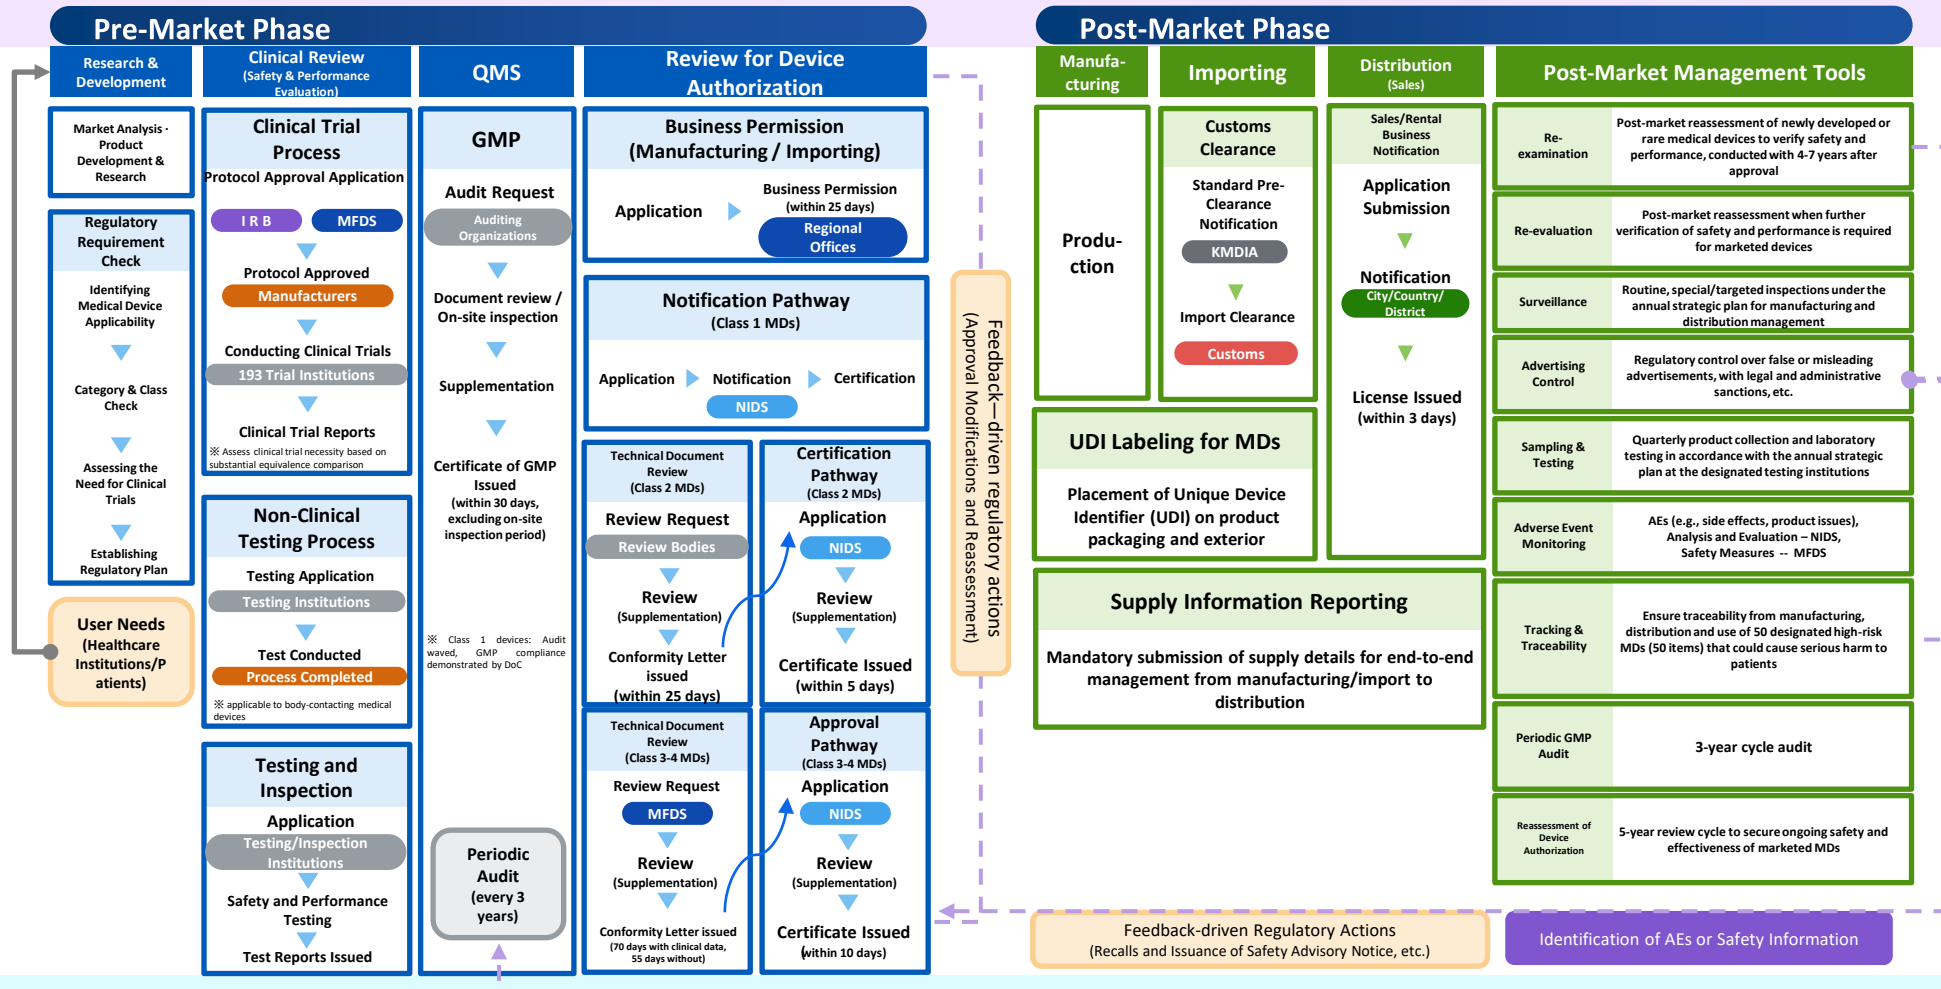 Pre-Market Phase
Research &
Development
Market Analysis ·
Product
Development &
Research
Regulatory
Requirement
Check
Identifying
Medical Device
Applicability
Category & Class
Check
Assessing the
Need for Clinical
Trials
Establishing
Regulatory Plan
User Needs
(Healthcare
Institutions/P
atients)
Clinical Review
(Safety & Performance
Evaluation)
Clinical Trial
Process
Protocol Approval Application
I R B
MFDS
Protocol Approved
Manufacturers
Conducting Clinical Trials
193 Trial Institutions
Clinical Trial Reports
※ Assess clinical trial necessity based on
substantial equivalence comparison
Non-Clinical
Testing Process
Testing Application
Testing Institutions
Test Conducted
Process Completed
※ applicable to body-contacting medical
devices
Testing and
Inspection
Application
Testing/Inspection
Institutions
Safety and Performance
Testing
Test Reports Issued
QMS
GMP
Audit Request
Auditing
Organizations
Document review /
On-site inspection
Supplementation
Certificate of GMP
Issued
(within 30 days,
excluding on-site
inspection period)
※ Class 1 devices: Audit
waved, GMP compliance
demonstrated by DoC
Periodic
Audit
(every 3
years)
Review for Device
Authorization
Business Permission
(Manufacturing / Importing)
Application
Business Permission
(within 25 days)
Regional
Offices
Notification Pathway
(Class 1 MDs)
Application
Notification
Certification
NIDS
Technical Document
Review
(Class 2 MDs)
Review Request
Review Bodies
Review
(Supplementation)
Conformity Letter
issued
(within 25 days)
Certification
Pathway
(Class 2 MDs)
Application
NIDS
Review
(Supplementation)
Certificate Issued
(within 5 days)
Technical Document
Review
(Class 3-4 MDs)
Review Request
MFDS
Review
(Supplementation)
Conformity Letter issued
(70 days with clinical data,
55 days without)
Approval
Pathway
(Class 3-4 MDs)
Application
NIDS
Review
(Supplementation)
Certificate Issued
(within 10 days)
Feedback—driven regulatory actions
(Approval Modifications and Reassessment)
Post-Market Phase
Manufa-
cturing
Produ-
ction
Importing
Customs
Clearance
Standard Pre-
Clearance
Notification
KMDIA
Import Clearance
Customs
Distribution
(Sales)
Sales/Rental
Business
Notification
Application
Submission
Notification
City/Country/
District
License Issued
(within 3 days)
UDI Labeling for MDs
Placement of Unique Device
Identifier (UDI) on product
packaging and exterior
Supply Information Reporting
Mandatory submission of supply details for end-to-end
management from manufacturing/import to
distribution
Post-Market Management Tools
Re-
examination
Post-market reassessment of newly developed or
rare medical devices to verify safety and
performance, conducted with 4-7 years after
approval
Re-evaluation
Post-market reassessment when further
verification of safety and performance is required
for marketed devices
Surveillance
Routine, special/targeted inspections under the
annual strategic plan for manufacturing and
distribution management
Advertising
Control
Regulatory control over false or misleading
advertisements, with legal and administrative
sanctions, etc.
Sampling &
Testing
Quarterly product collection and laboratory
testing in accordance with the annual strategic
plan at the designated testing institutions
Adverse Event
Monitoring
AEs (e.g., side effects, product issues),
Analysis and Evaluation – NIDS,
Safety Measures -- MFDS
Tracking &
Traceability
Ensure traceability from manufacturing,
distribution and use of 50 designated high-risk
MDs (50 items) that could cause serious harm to
patients
Periodic GMP
Audit
3-year cycle audit
Reassessment of
Device
Authorization
5-year review cycle to secure ongoing safety and
effectiveness of marketed MDs
Feedback-driven Regulatory Actions
(Recalls and Issuance of Safety Advisory Notice, etc.)
Identification of AEs or Safety Information